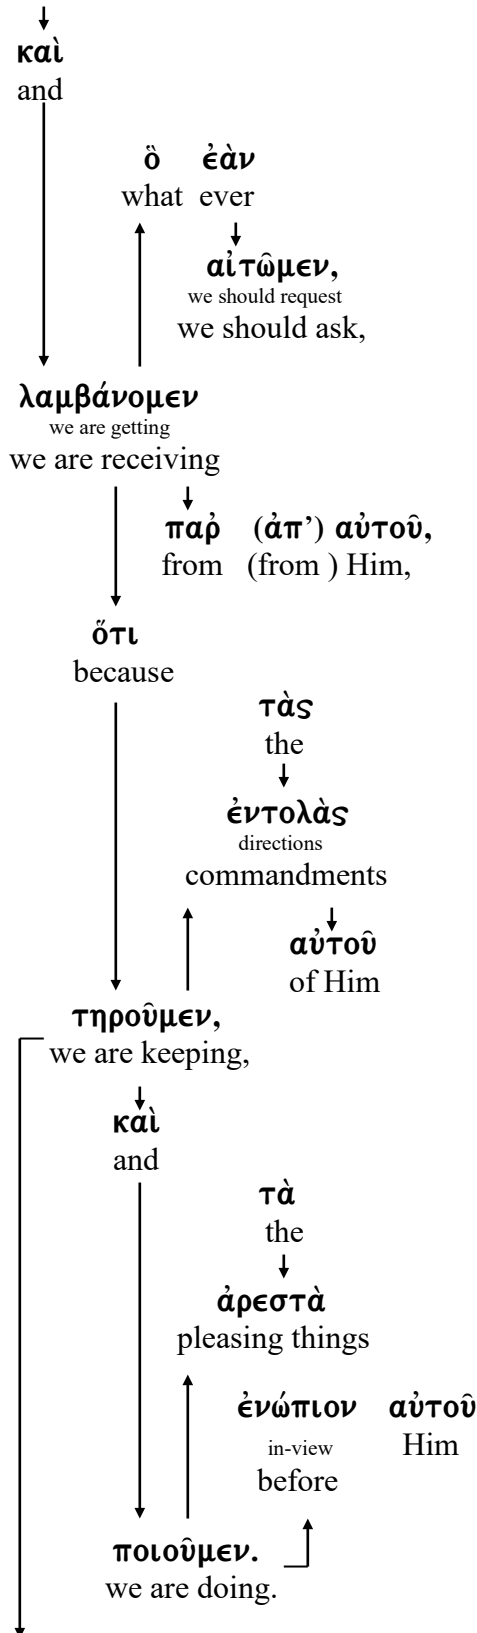 καὶ
and
ὃ ἐὰν
what ever
αἰτῶμεν,
we should request
we should ask,
λαμβάνομεν
we are getting
we are receiving
παῤ (ἀπ’) αὐτοῦ,
from (from ) Him,
ὅτι
because
τὰς
the
ἐντολὰς
directions
commandments
αὐτοῦ
of Him
τηροῦμεν,
we are keeping,
καὶ
and
τὰ
the
ἀρεστὰ
pleasing things
ἐνώπιον αὐτοῦ
in-view Him
before
ποιοῦμεν.
we are doing.